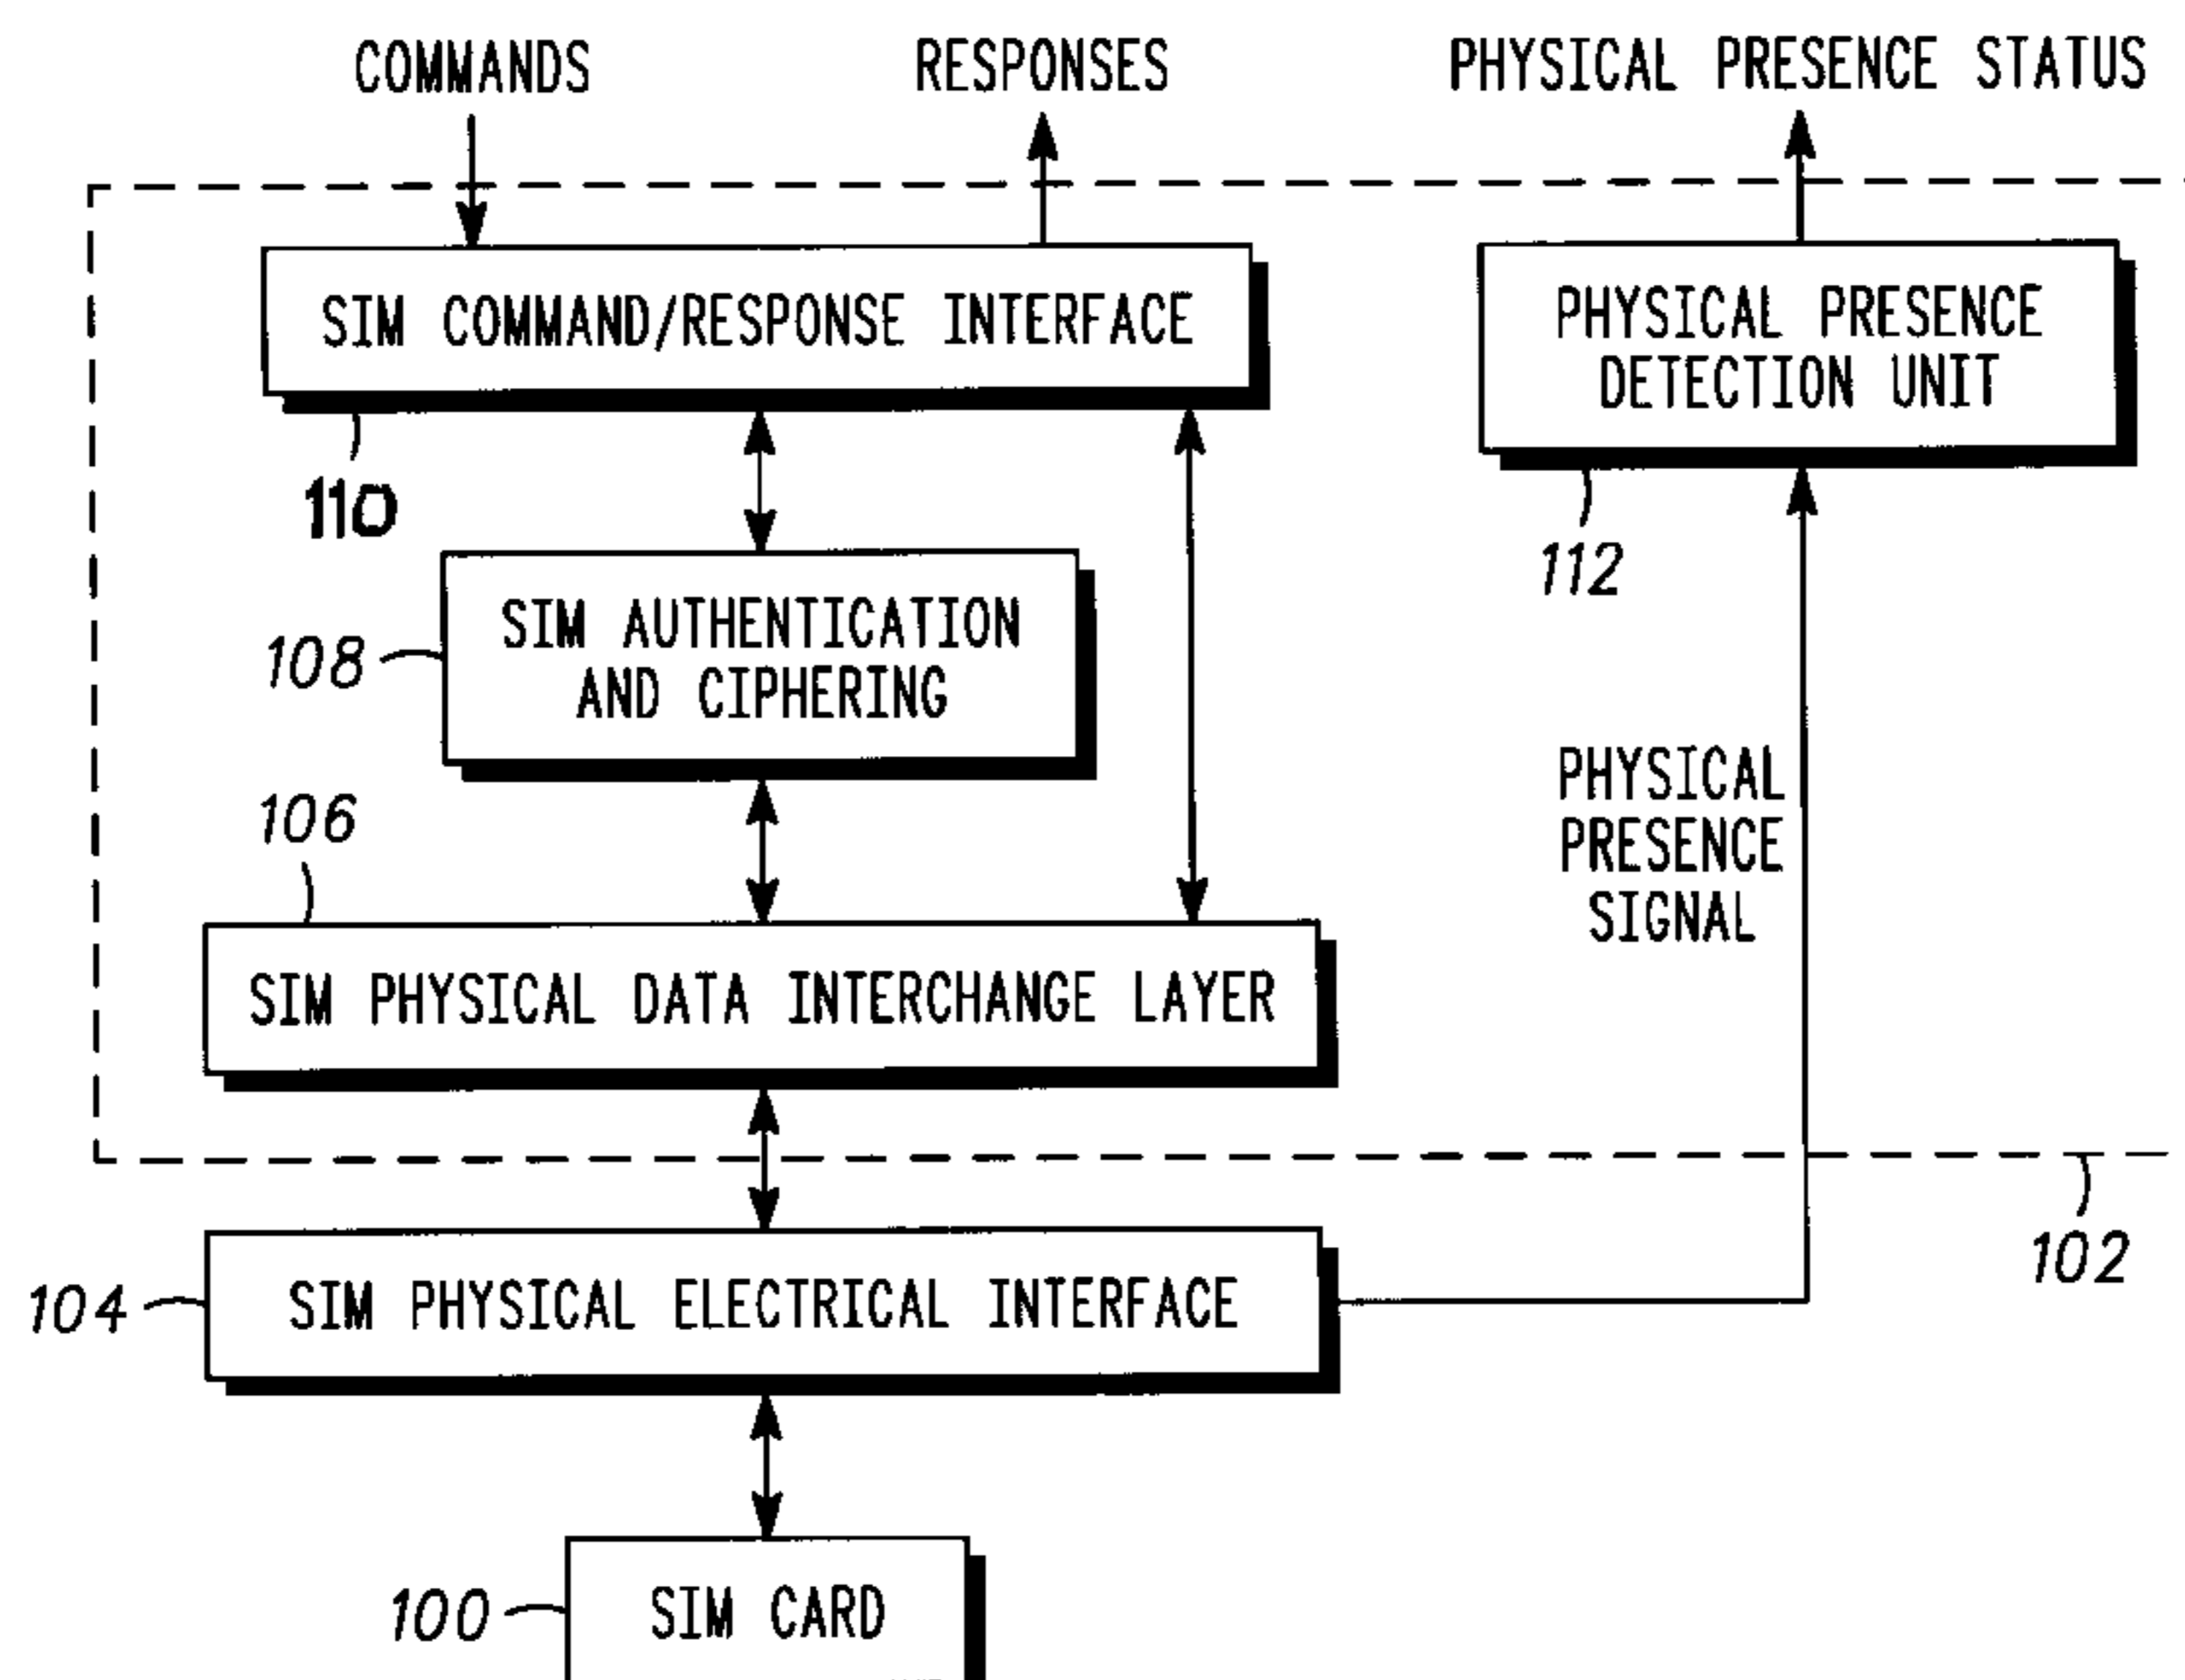 COMMANDS
RESPONSES
PHYSICAL PRESENCE STATUS
SIM COMMAND/RESPONSE INTERFACE
PHYSICAL PRESENCE
DETECTION UNIT
110
112
SIM AUTHENTICATION
AND CIPHERING
108
PHYSICAL
PRESENCE
SIGNAL
106
SIM PHYSICAL DATA INTERCHANGE LAYER
102
104
SIM PHYSICAL ELECTRICAL INTERFACE
100
SIM CARD